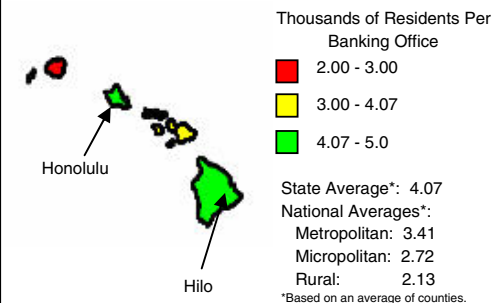 Thousands of Residents Per
Banking Office
2.00 - 3.00
3.00 - 4.07
4.07 - 5.0
Honolulu
Hilo
State Average*: 4.07
National Averages*:
Metropolitan: 3.41
Micropolitan: 2.72
Rural: 2.13
*Based on an average of counties.